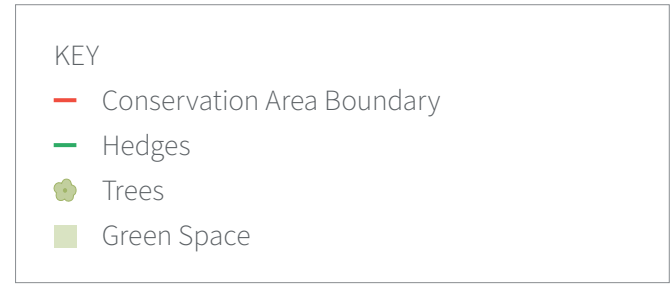 KEY
Conservation Area Boundary
Hedges
Trees
Green Space